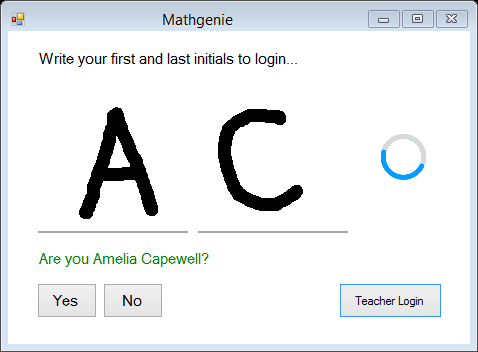 Mathgenie
Write your first and last initials to login...
A C
Are you Amelia Capewell?
Yes No Teacher Login